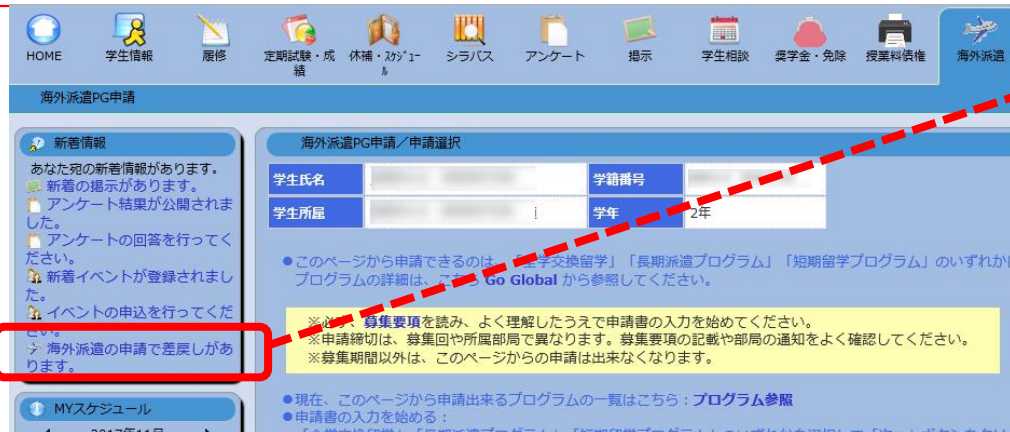 HOME
学生情報
履修
定期試験・成
績
休補・ｽｹｼﾞｭｰ
ﾙ
シラバス
アンケート
掲示
学生相談
奨学金・免除
授業料債権
海外派遣
海外派遣PG申請
新着情報
あなた宛の新着情報があります。
新着の掲示があります。
アンケート結果が公開されま
した。
アンケートの回答を行ってく
ださい。
新着イベントが登録されまし
た。
イベントの申込を行ってくだ
さい。
海外派遣の申請で差戻しがあ
ります。
MYスケジュール
2017年11月
海外派遣PG申請／申請選択
学生氏名
学籍番号
学生所属
学年
2年
●このページから申請できるのは、「全学交換留学」「長期派遣プログラム」「短期留学プログラム」のいずれか
プログラムの詳細は、こちら Go Global から参照してください。
※必ず、募集要項を読み、よく理解したうえで申請書の入力を始めてください。
※申請締切は、募集回や所属部局で異なります。募集要項の記載や部局の通知をよく確認してください。
※募集期間以外は、このページからの申請は出来なくなります。
●現在、このページから申請出来るプログラムの一覧はこちら：プログラム参照
●申請書の入力を始める：